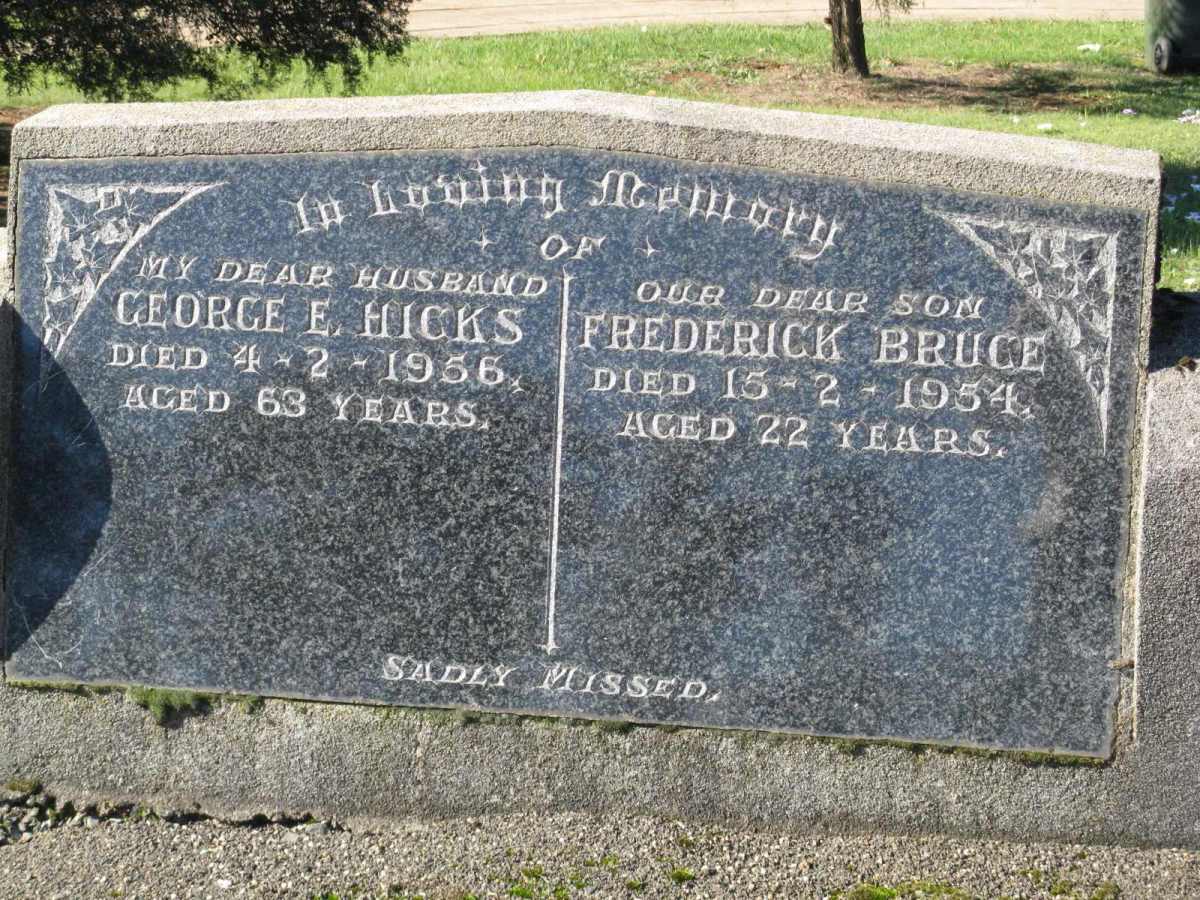 In Loving Memory
OF
MY DEAR HUSBAND
GEORGE E. HICKS
DIED 4-2-1956.
AGED 63 YEARS.
OUR DEAR SON
FREDERICK BRUCE
DIED 15-2-1954.
AGED 22 YEARS.
SADLY MISSED.